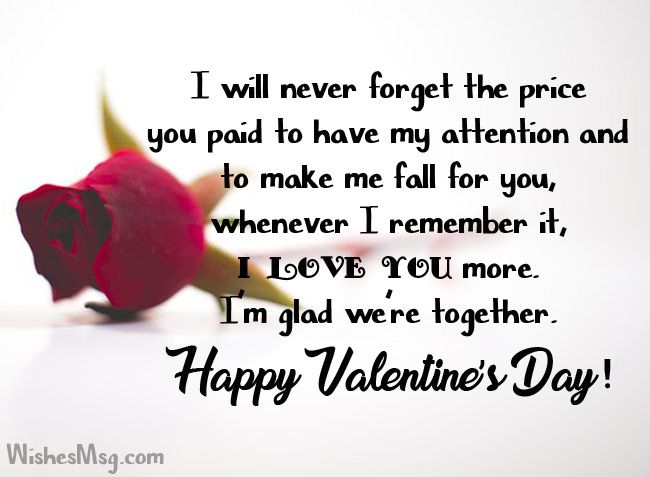 I will never forget the price
you paid to have my attention and
to make me fall for you,
whenever I remember it,
I LOVE YOU more.
I'm glad we're together.
Happy Valentine's Day!
WishesMsg.com